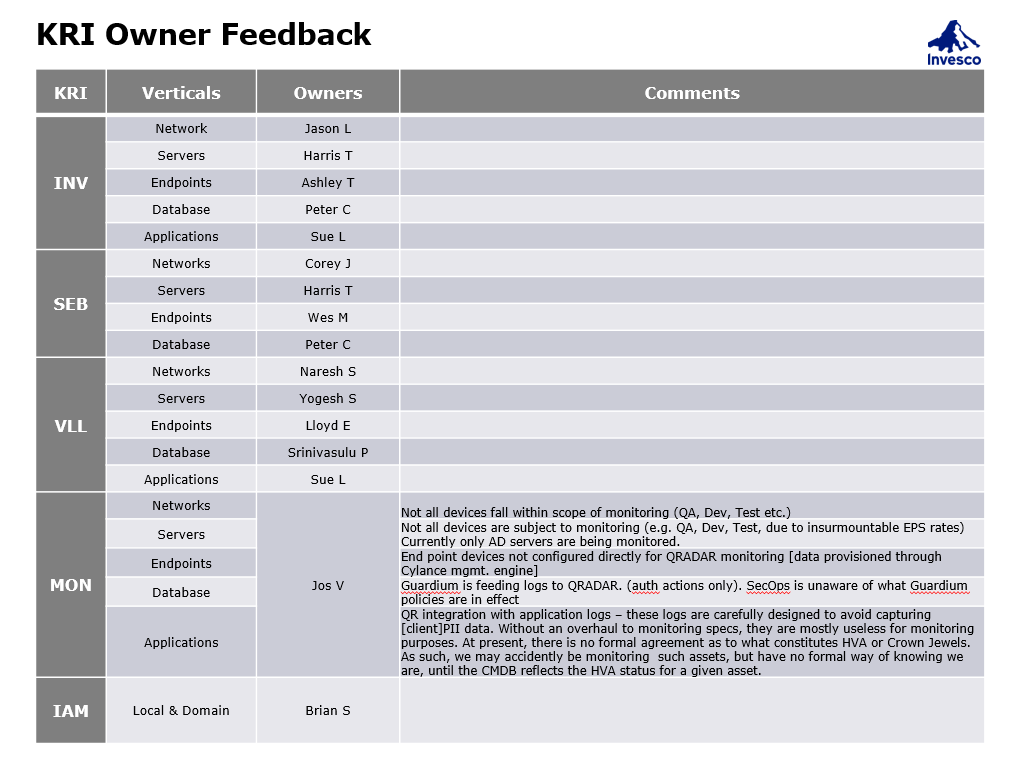 KRI Owner Feedback
Invesco
KRI Verticals Owners Comments
INV
Network Jason L
Servers Harris T
Endpoints Ashley T
Database Peter C
Applications Sue L
SEB
Networks Corey J
Servers Harris T
Endpoints Wes M
Database Peter C
VLL
Networks Naresh S
Servers Yogesh S
Endpoints Lloyd E
Database Srinivasulu P
Applications Sue L
MON
Jos V
Networks
Not all devices fall within scope of monitoring (QA, Dev, Test etc.)
Servers
Not all devices are subject to monitoring (e.g. QA, Dev, Test, due to insurmountable EPS rates)
Currently only AD servers are being monitored.
Endpoints
End point devices not configured directly for QRADAR monitoring [data provisioned through
Cylance mgmt. engine]
Database
Guardium is feeding logs to QRADAR. (auth actions only). SecOps is unaware of what Guardium
policies are in effect
Applications
QR integration with application logs – these logs are carefully designed to avoid capturing
[client]PII data. Without an overhaul to monitoring specs, they are mostly useless for monitoring
purposes. At present, there is no formal agreement as to what constitutes HVA or Crown Jewels.
As such, we may accidently be monitoring  such assets, but have no formal way of knowing we
are, until the CMDB reflects the HVA status for a given asset.
IAM
Local & Domain Brian S